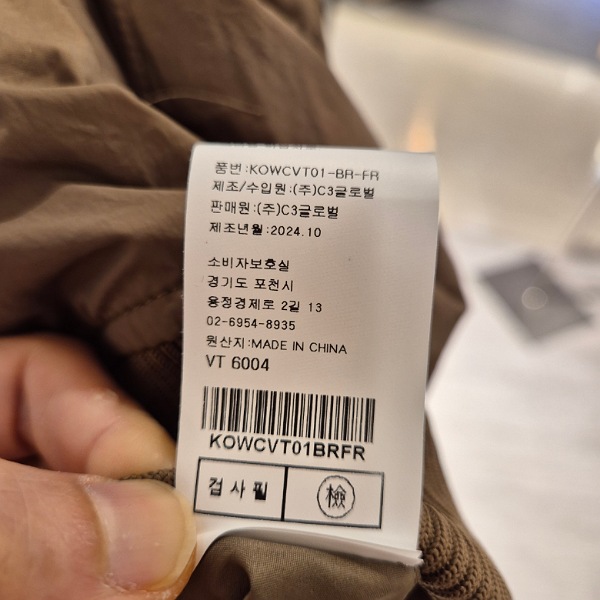 품번:KOWCVT01-BR-FR
제조/수입원:(주)C3글로벌
판매원:(주)C3글로벌
제조년월:2024.10
소비자보호실
경기도 포천시
용정경제로 2길 13
02-6954-8935
원산지:MADE IN CHINA
VT 6004
KOWCVT01BRFR
검사필
檢